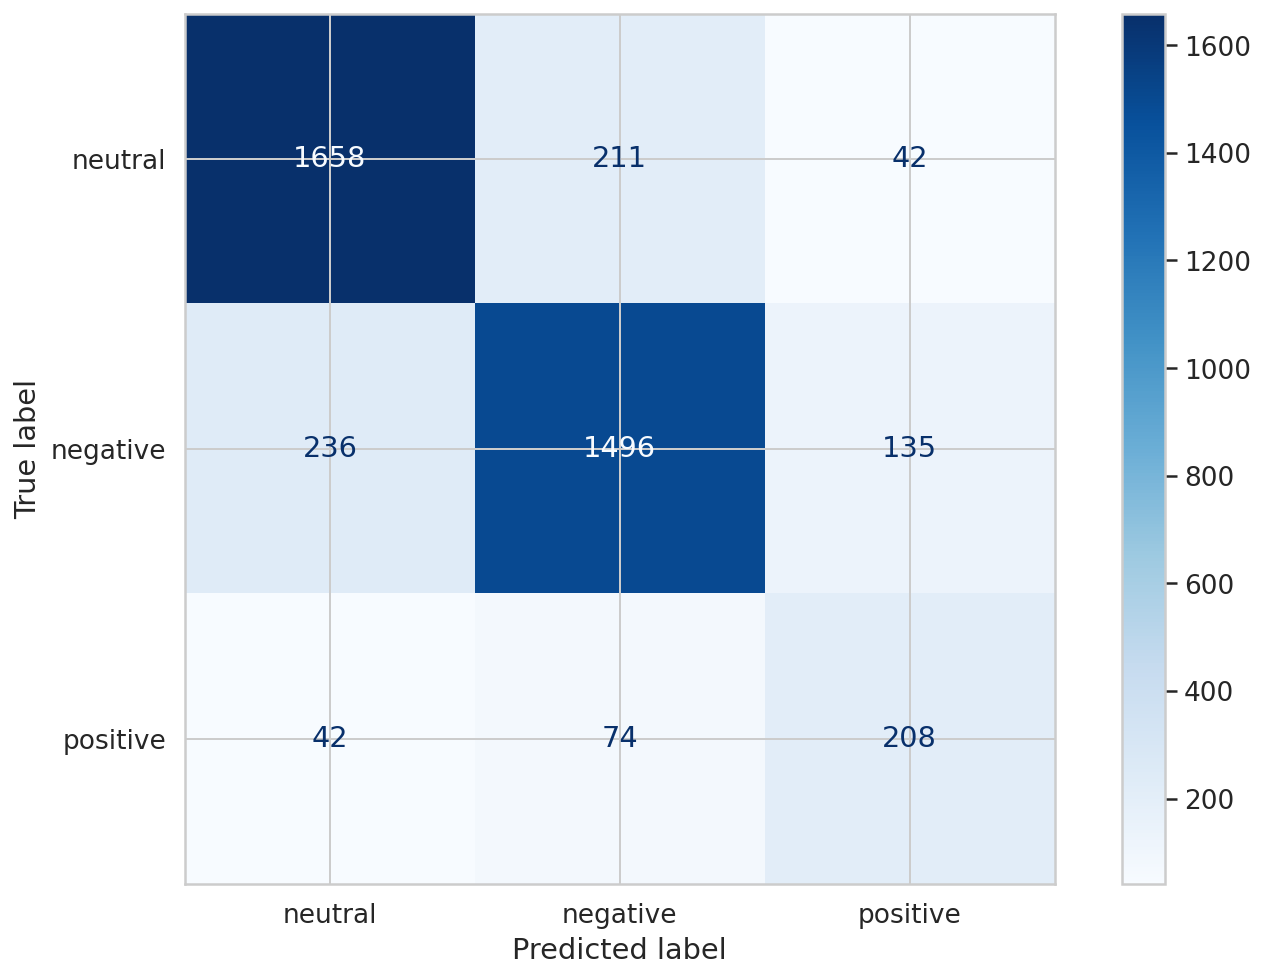 neutral 1658 211 42
negative 236 1496 135
positive 42 74 208
neutral negative positive
Predicted label
True label
1600
1400
1200
1000
800
600
400
200